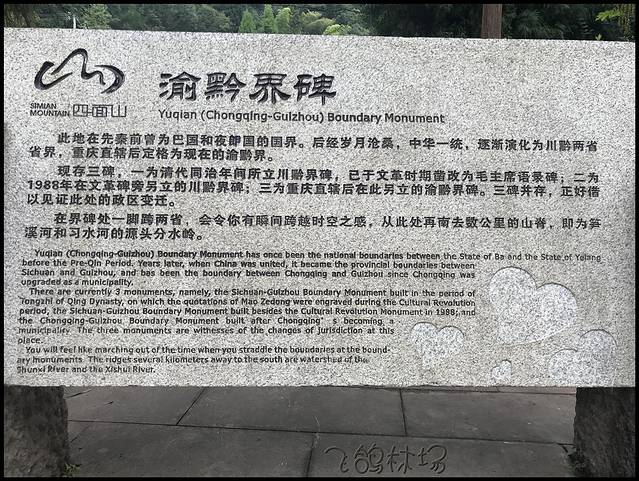 SIMIAN
MOUNTAIN 四面山
渝黔界碑
Yuqian (Chongqing-Guizhou) Boundary Monument
此地在先秦前曾为巴国和夜郎国的国界。后经岁月沧桑，中华一统，逐渐演化为川黔两省
省界，重庆直辖后定格为现在的渝黔界。
现存三碑，一为清代同治年间所立川黔界碑，已于文革时期凿改为毛主席语录碑；二为
1988年在文革碑旁另立的川黔界碑；三为重庆直辖后在此另立的渝黔界碑。三碑并存，正好借
以见证此处的政区变迁。
在界碑处一脚跨两省，会令你有瞬间跨越时空之感，从此处再南去数公里的山脊，即为笋
溪河和习水河的源头分水岭。
Yuqian (Chongqing-Guizhou) Boundary Monument has once been the national boundaries between the State of Ba and the State of Yelang
before the Pre-Qin Period. Years later, when China was united, it became the provincial boundaries between
Sichuan and Guizhou, and has been the boundary between Chongqing and Guizhou since Chongqing was
upgraded as a municipality.
There are currently 3 monuments, namely, the Sichuan-Guizhou Boundary Monument built in the period of
Tongzhi of Qing Dynasty, on which the quotations of Mao Zedong were engraved during the Cultural Revolution
period, the Sichuan-Guizhou Boundary Monument built besides the Cultural Revolution Monument in 1988; and
the Chongqing-Guizhou Boundary Monument built after Chongqing' s becoming a
municipality. The three monuments are witnesses of the changes of jurisdiction at this
place.
You will feel like marching out of the time when you straddle the boundaries at the bound-
ary monuments. The ridges several kilometers away to the south are watershed of the
Shunxi River and the Xishui River.
飞鸽林场